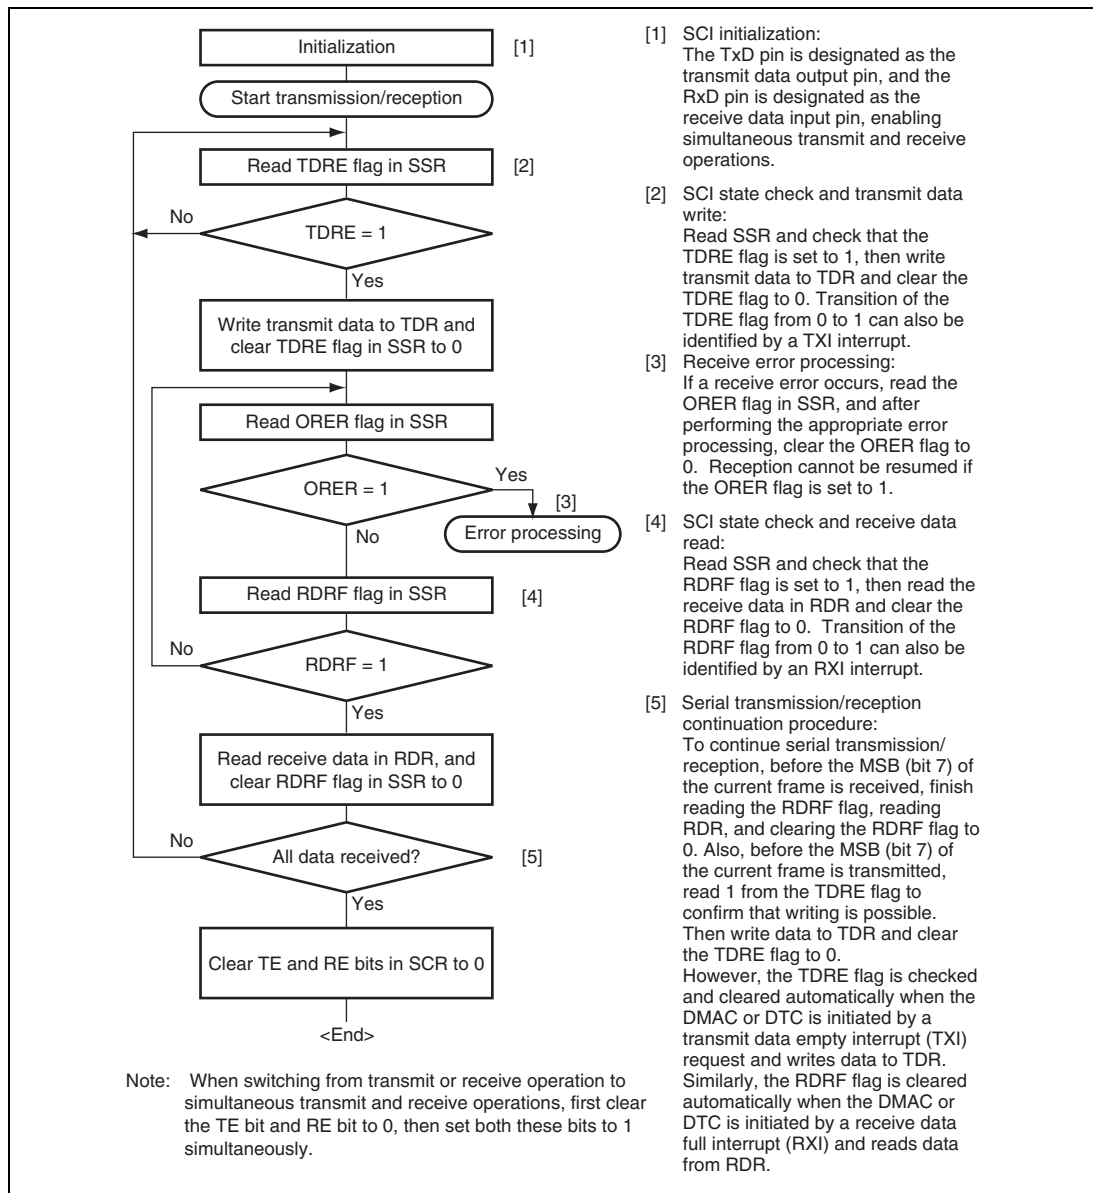 Initialization [1]
Start transmission/reception
Read TDRE flag in SSR [2]
No
TDRE = 1
Yes
Write transmit data to TDR and
clear TDRE flag in SSR to 0
Read ORER flag in SSR
ORER = 1
Yes
[3]
Error processing
No
Read RDRF flag in SSR [4]
No
RDRF = 1
Yes
Read receive data in RDR, and
clear RDRF flag in SSR to 0
No
All data received? [5]
Yes
Clear TE and RE bits in SCR to 0
<End>
Note: When switching from transmit or receive operation to
simultaneous transmit and receive operations, first clear
the TE bit and RE bit to 0, then set both these bits to 1
simultaneously.
[1] SCI initialization:
The TxD pin is designated as the
transmit data output pin, and the
RxD pin is designated as the
receive data input pin, enabling
simultaneous transmit and receive
operations.
[2] SCI state check and transmit data
write:
Read SSR and check that the
TDRE flag is set to 1, then write
transmit data to TDR and clear the
TDRE flag to 0. Transition of the
TDRE flag from 0 to 1 can also be
identified by a TXI interrupt.
[3] Receive error processing:
If a receive error occurs, read the
ORER flag in SSR, and after
performing the appropriate error
processing, clear the ORER flag to
0. Reception cannot be resumed if
the ORER flag is set to 1.
[4] SCI state check and receive data
read:
Read SSR and check that the
RDRF flag is set to 1, then read the
receive data in RDR and clear the
RDRF flag to 0. Transition of the
RDRF flag from 0 to 1 can also be
identified by an RXI interrupt.
[5] Serial transmission/reception
continuation procedure:
To continue serial transmission/
reception, before the MSB (bit 7) of
the current frame is received, finish
reading the RDRF flag, reading
RDR, and clearing the RDRF flag to
0. Also, before the MSB (bit 7) of
the current frame is transmitted,
read 1 from the TDRE flag to
confirm that writing is possible.
Then write data to TDR and clear
the TDRE flag to 0.
However, the TDRE flag is checked
and cleared automatically when the
DMAC or DTC is initiated by a
transmit data empty interrupt (TXI)
request and writes data to TDR.
Similarly, the RDRF flag is cleared
automatically when the DMAC or
DTC is initiated by a receive data
full interrupt (RXI) and reads data
from RDR.